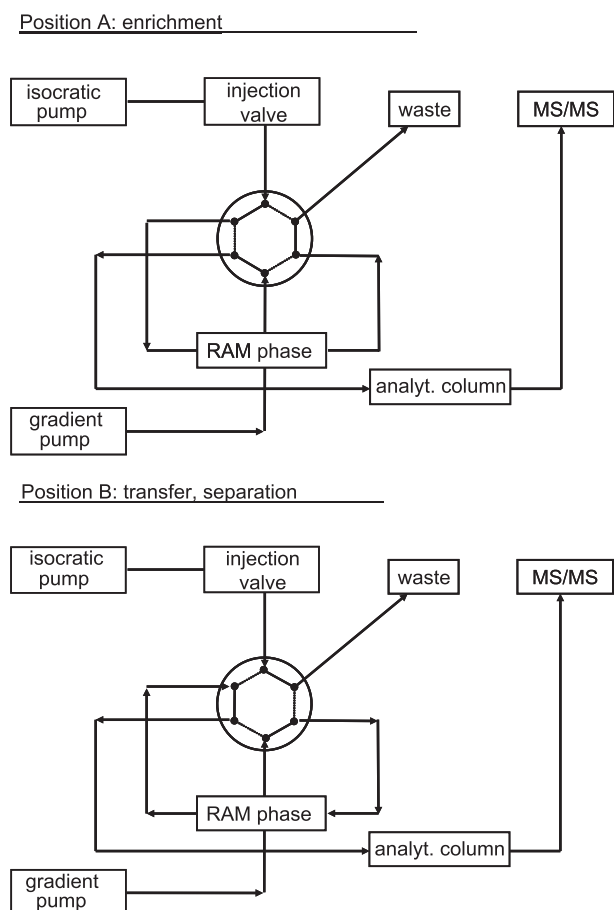 Position A: enrichment
isocratic
pump
injection
valve
waste
MS/MS
RAM phase
analyt. column
gradient
pump
Position B: transfer, separation
isocratic
pump
injection
valve
waste
MS/MS
RAM phase
analyt. column
gradient
pump